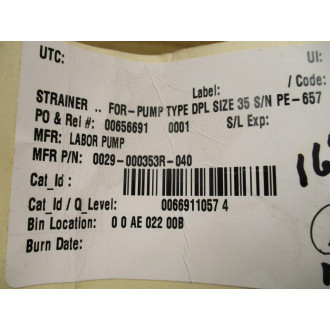 UTC:
UI:
Label: / Code:
STRAINER .. FOR-PUMP TYPE DPL SIZE 35 S/N PE-657
PO & Rel 00#: 00656691 0001 S/L Exp:
MFR: LABOR PUMP
MFR P/N: 0029-000353R-040
Cat_Id :
Cat_Id / Q_Level: 0066911057 4
Bin Location: 0 0 AE 022 00B
Burn Date: